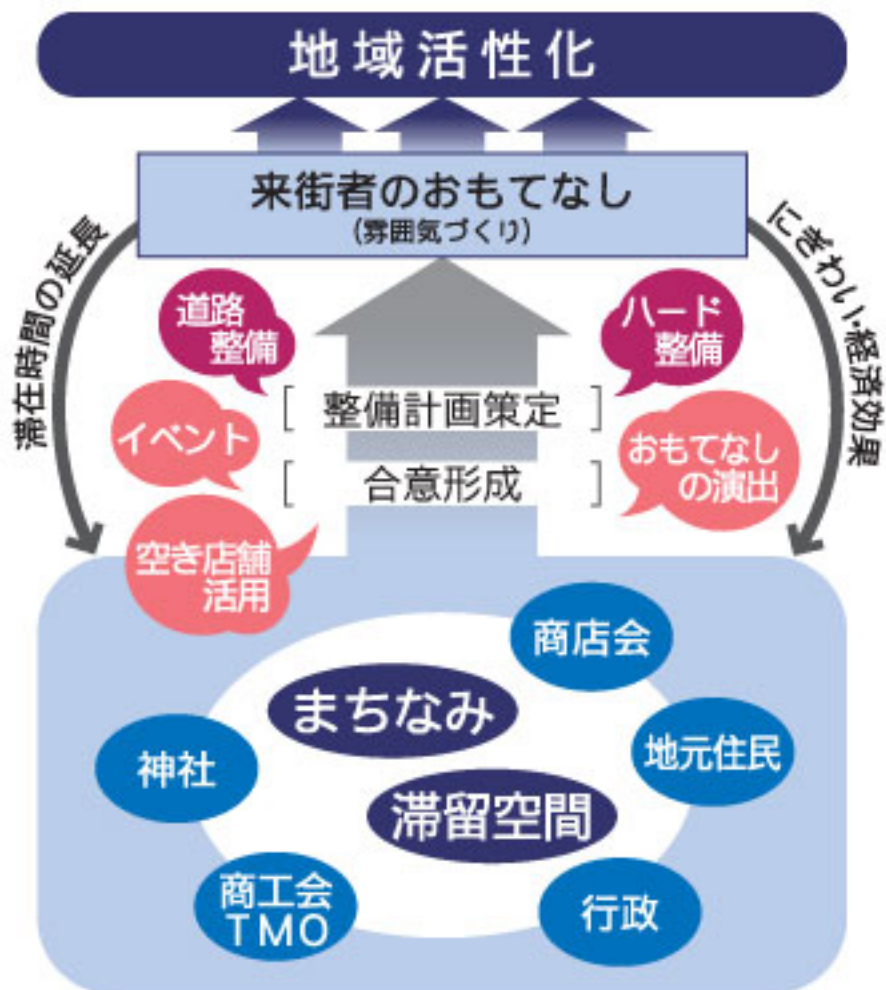 地域活性化
来街者のおもてなし
(雰囲気づくり)
滞在時間の延長
にぎわい・経済効果
道路
整備
ハード
整備
[整備計画策定]
イベント
おもてなし
の演出
[合意形成]
空き店舗
活用
商店会
まちなみ
地元住民
神社
滞留空間
商工会
TMO
行政